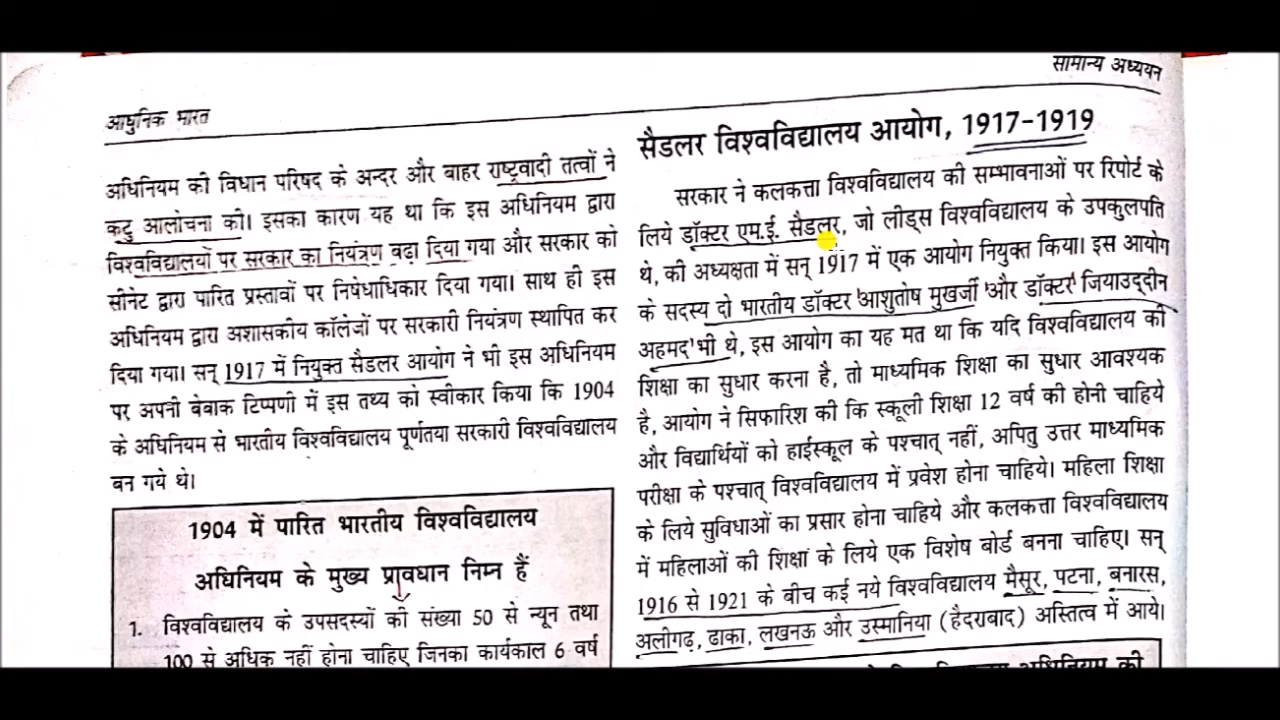 सामान्य अध्ययन
आधुनिक भारत
अधिनियम की विधान परिषद के अन्दर और बाहर राष्ट्रवादी तत्वों ने
कटु आलोचना की। इसका कारण यह था कि इस अधिनियम द्वारा
विश्वविद्यालयों पर सरकार का नियंत्रण बढ़ा दिया गया और सरकार को
सीनेट द्वारा पारित प्रस्तावों पर निषेधाधिकार दिया गया। साथ ही इस
अधिनियम द्वारा अशासकीय कॉलेजों पर सरकारी नियंत्रण स्थापित कर
दिया गया। सन् 1917 में नियुक्त सैडलर आयोग ने भी इस अधिनियम
पर अपनी बेबाक टिप्पणी में इस तथ्य को स्वीकार किया कि 1904
के अधिनियम से भारतीय विश्वविद्यालय पूर्णतया सरकारी विश्वविद्यालय
बन गये थे।
1904 में पारित भारतीय विश्वविद्यालय
अधिनियम के मुख्य प्रावधान निम्न हैं
1. विश्वविद्यालय के उपसदस्यों की संख्या 50 से न्यून तथा
100 से अधिक नहीं होना चाहिए जिनका कार्यकाल 6 वर्ष
सैडलर विश्वविद्यालय आयोग, 1917-1919
सरकार ने कलकत्ता विश्वविद्यालय की सम्भावनाओं पर रिपोर्ट के
लिये डॉक्टर एम.ई. सैडलर, जो लीड्स विश्वविद्यालय के उपकुलपति
थे, की अध्यक्षता में सन् 1917 में एक आयोग नियुक्त किया। इस आयोग
के सदस्य दो भारतीय डॉक्टर 'आशुतोष मुखर्जी 'और डॉक्टर' जियाउद्दीन
अहमद' भी थे, इस आयोग का यह मत था कि यदि विश्वविद्यालय की
शिक्षा का सुधार करना है, तो माध्यमिक शिक्षा का सुधार आवश्यक
है, आयोग ने सिफारिश की कि स्कूली शिक्षा 12 वर्ष की होनी चाहिये
और विद्यार्थियों को हाईस्कूल के पश्चात् नहीं, अपितु उत्तर माध्यमिक
परीक्षा के पश्चात् विश्वविद्यालय में प्रवेश होना चाहिये। महिला शिक्षा
के लिये सुविधाओं का प्रसार होना चाहिये और कलकत्ता विश्वविद्यालय
में महिलाओं की शिक्षा के लिये एक विशेष बोर्ड बनना चाहिए। सन्
1916 से 1921 के बीच कई नये विश्वविद्यालय मैसूर, पटना, बनारस,
अलीगढ़, ढाका, लखनऊ और उस्मानिया (हैदराबाद) अस्तित्व में आये।